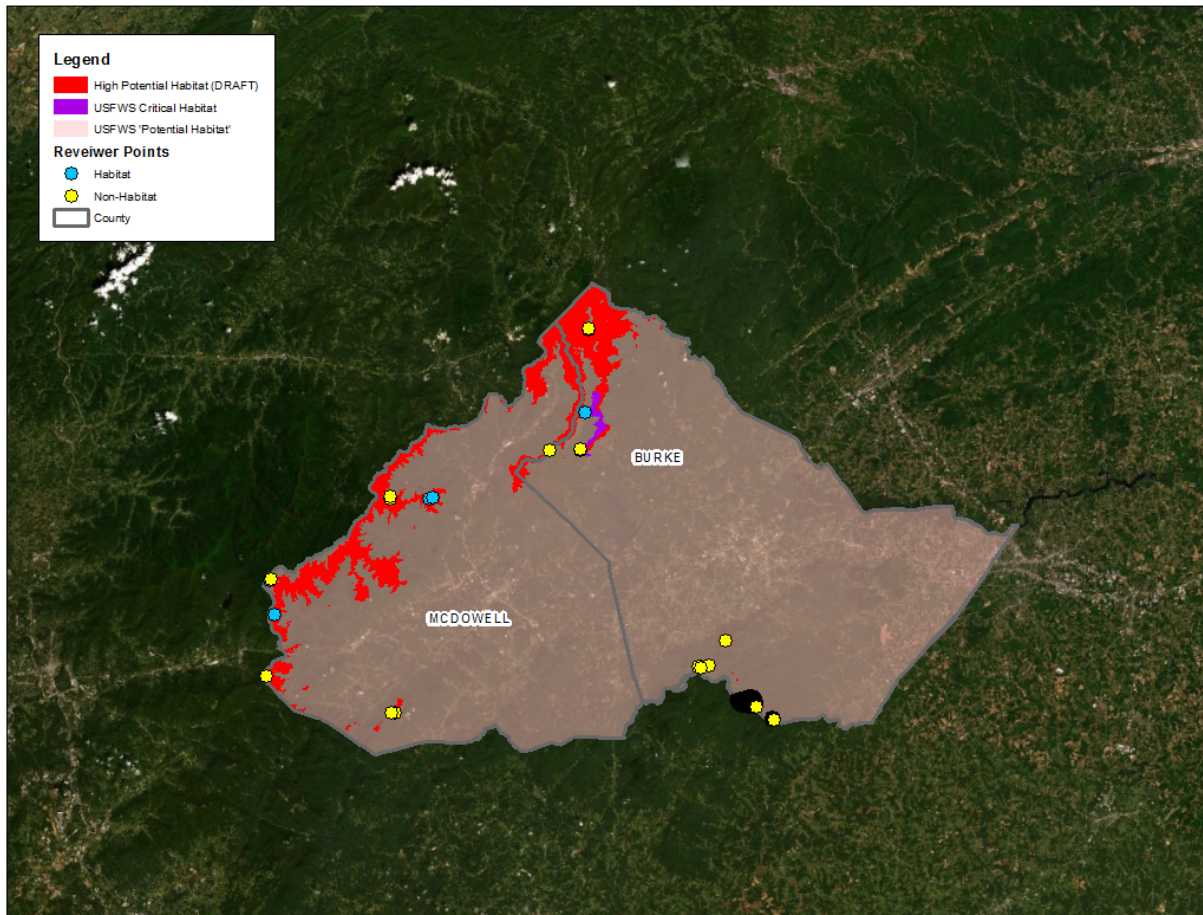 Legend
High Potential Habitat (DRAFT)
USFWS Critical Habitat
USFWS 'Potential Habitat'
Reveiwer Points
Habitat
Non-Habitat
County
BURKE
MCDOWELL